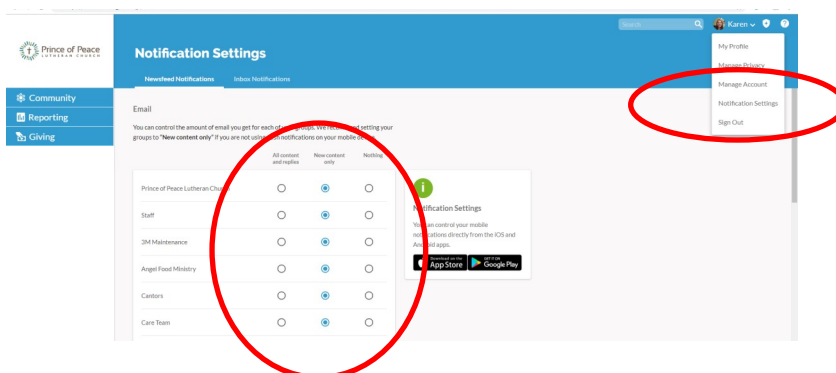 Search
Karen
Prince of Peace
LUTHERAN CHURCH
Notification Settings
My Profile
Manage Privacy
Manage Account
Notification Settings
Sign Out
Newsfeed Notifications Inbox Notifications
Community
Reporting
Giving
Email
You can control the amount of email you get for each of your groups. We recommend setting your
groups to "New content only" if you are not using push notifications on your mobile device.
All content
and replies
New content
only
Nothing
Prince of Peace Lutheran Church
Staff
3M Maintenance
Angel Food Ministry
Cantors
Care Team
Notification Settings
You can control your mobile
notifications directly from the iOS and
Android apps.
Download on the
App Store
GET IT ON
Google Play